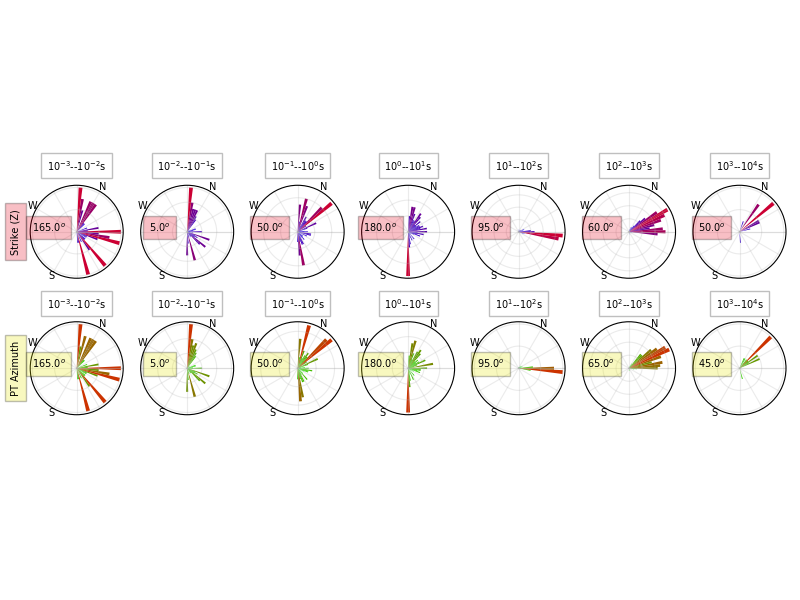 10⁻³--10⁻²s 10⁻²--10⁻¹s 10⁻¹--10⁰s 10⁰--10¹s 10¹--10²s 10²--10³s 10³--10⁴s
N N N N N N N
W W W W W W W
Strike (Z) 165.0° 5.0° 50.0° 180.0° 95.0° 60.0° 50.0°
S S S S S S S
10⁻³--10⁻²s 10⁻²--10⁻¹s 10⁻¹--10⁰s 10⁰--10¹s 10¹--10²s 10²--10³s 10³--10⁴s
N N N N N N N
W W W W W W W
PT Azimuth 165.0° 5.0° 50.0° 180.0° 95.0° 65.0° 45.0°
S S S S S S S